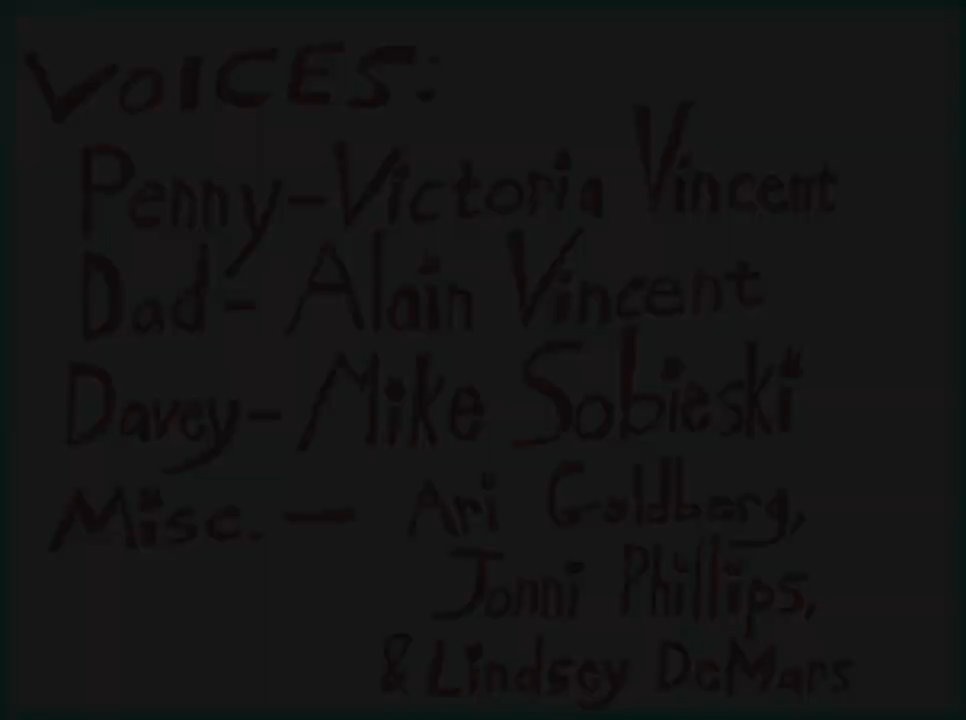 VOICES:
Penny-Victoria Vincent
Dad- Alain Vincent
Davey-Mike Sobieski
Misc. — Ari Goldberg,
Jonni Phillips,
& Lindsey DeMars